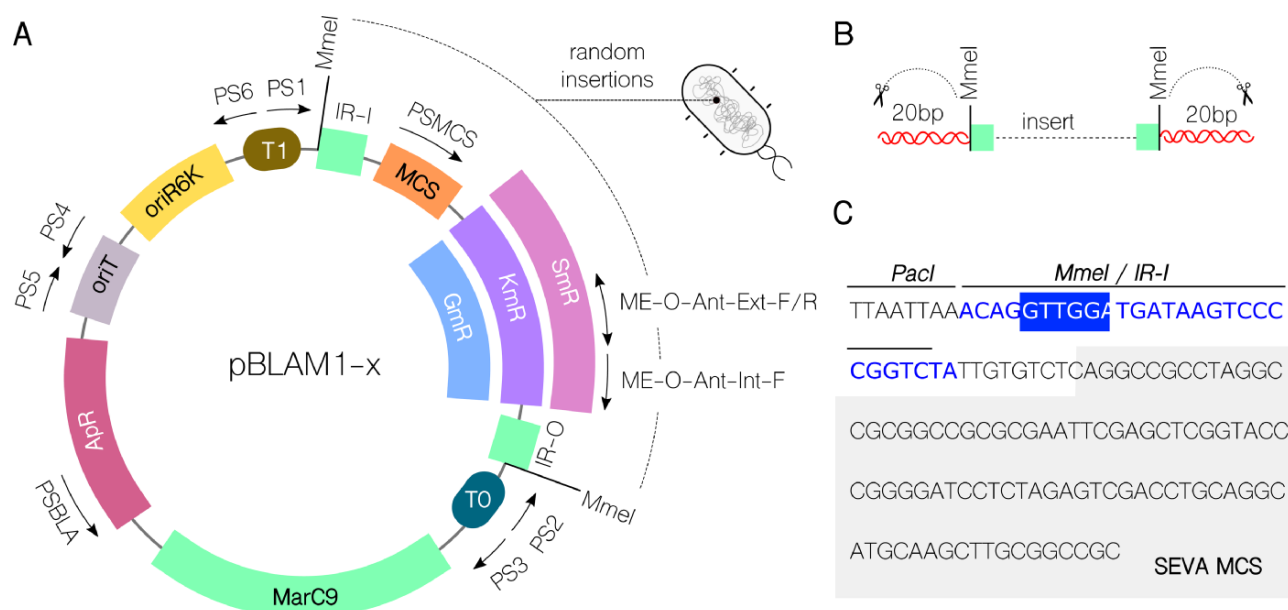 A
MmeI
PS6
PS1
T1
IR-I
PSMCS
MCS
oriR6K
PS4
PS5
oriT
ApR
PSBLA
MarC9
PS3
PS2
T0
IR-O
MmeI
GmR
KmR
SmR
pBLAM1-x
ME-O-Ant-Ext-F/R
ME-O-Ant-Int-F
random
insertions
B
MmeI
MmeI
20bp
insert
20bp
C
PacI
MmeI / IR-I
TTAATTAAACAGGTTGGATGATAAGTCCC
CGGTCTATTGTGTCTCAGGCCGCCTAGGC
CGCGGCCGCGCGAATTCGAGCTCGGTACC
CGGGGATCCTCTAGAGTCGACCTGCAGGC
ATGCAAGCTTGCGGCCGC
SEVA MCS